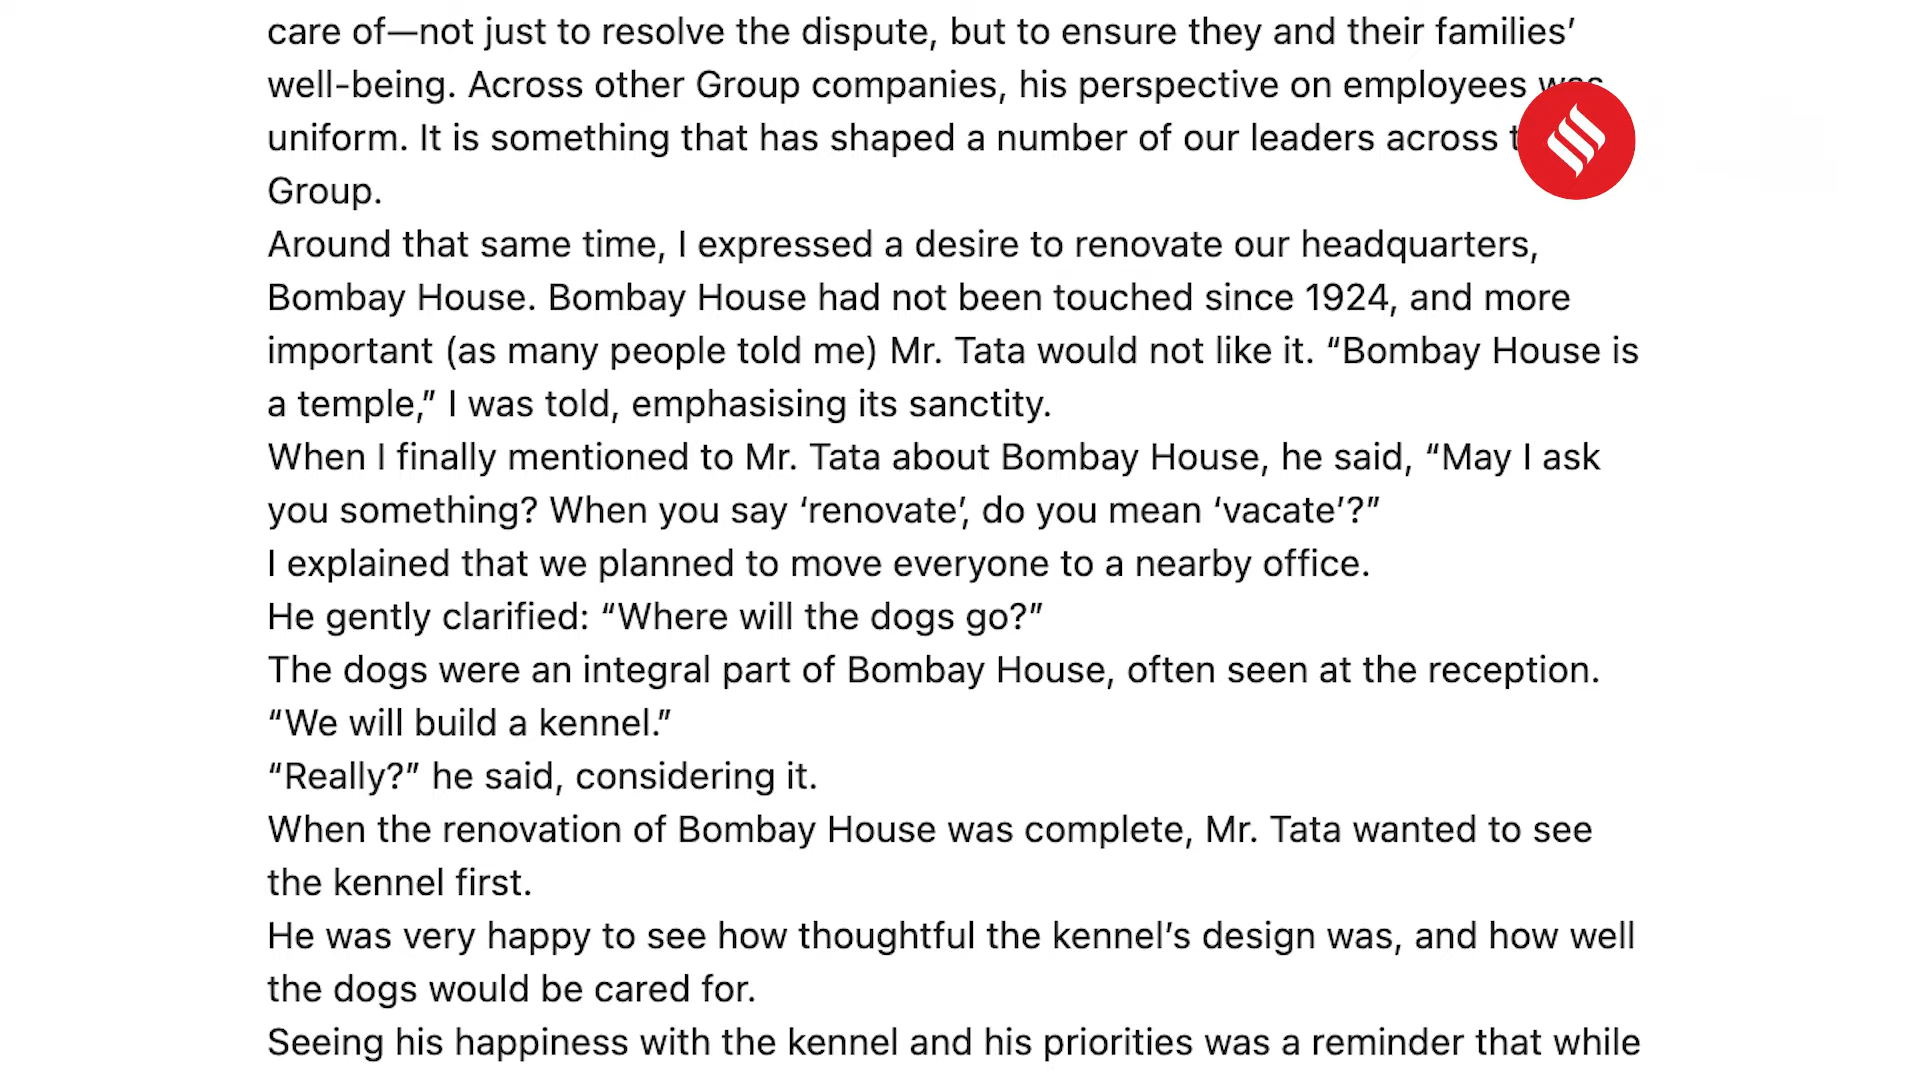 care of—not just to resolve the dispute, but to ensure they and their families’
well-being. Across other Group companies, his perspective on employees was
uniform. It is something that has shaped a number of our leaders across
Group.
Around that same time, I expressed a desire to renovate our headquarters,
Bombay House. Bombay House had not been touched since 1924, and more
important (as many people told me) Mr. Tata would not like it. “Bombay House is
a temple,” I was told, emphasising its sanctity.
When I finally mentioned to Mr. Tata about Bombay House, he said, “May I ask
you something? When you say ‘renovate’, do you mean ‘vacate’?”
I explained that we planned to move everyone to a nearby office.
He gently clarified: “Where will the dogs go?”
The dogs were an integral part of Bombay House, often seen at the reception.
“We will build a kennel.”
“Really?” he said, considering it.
When the renovation of Bombay House was complete, Mr. Tata wanted to see
the kennel first.
He was very happy to see how thoughtful the kennel’s design was, and how well
the dogs would be cared for.
Seeing his happiness with the kennel and his priorities was a reminder that while